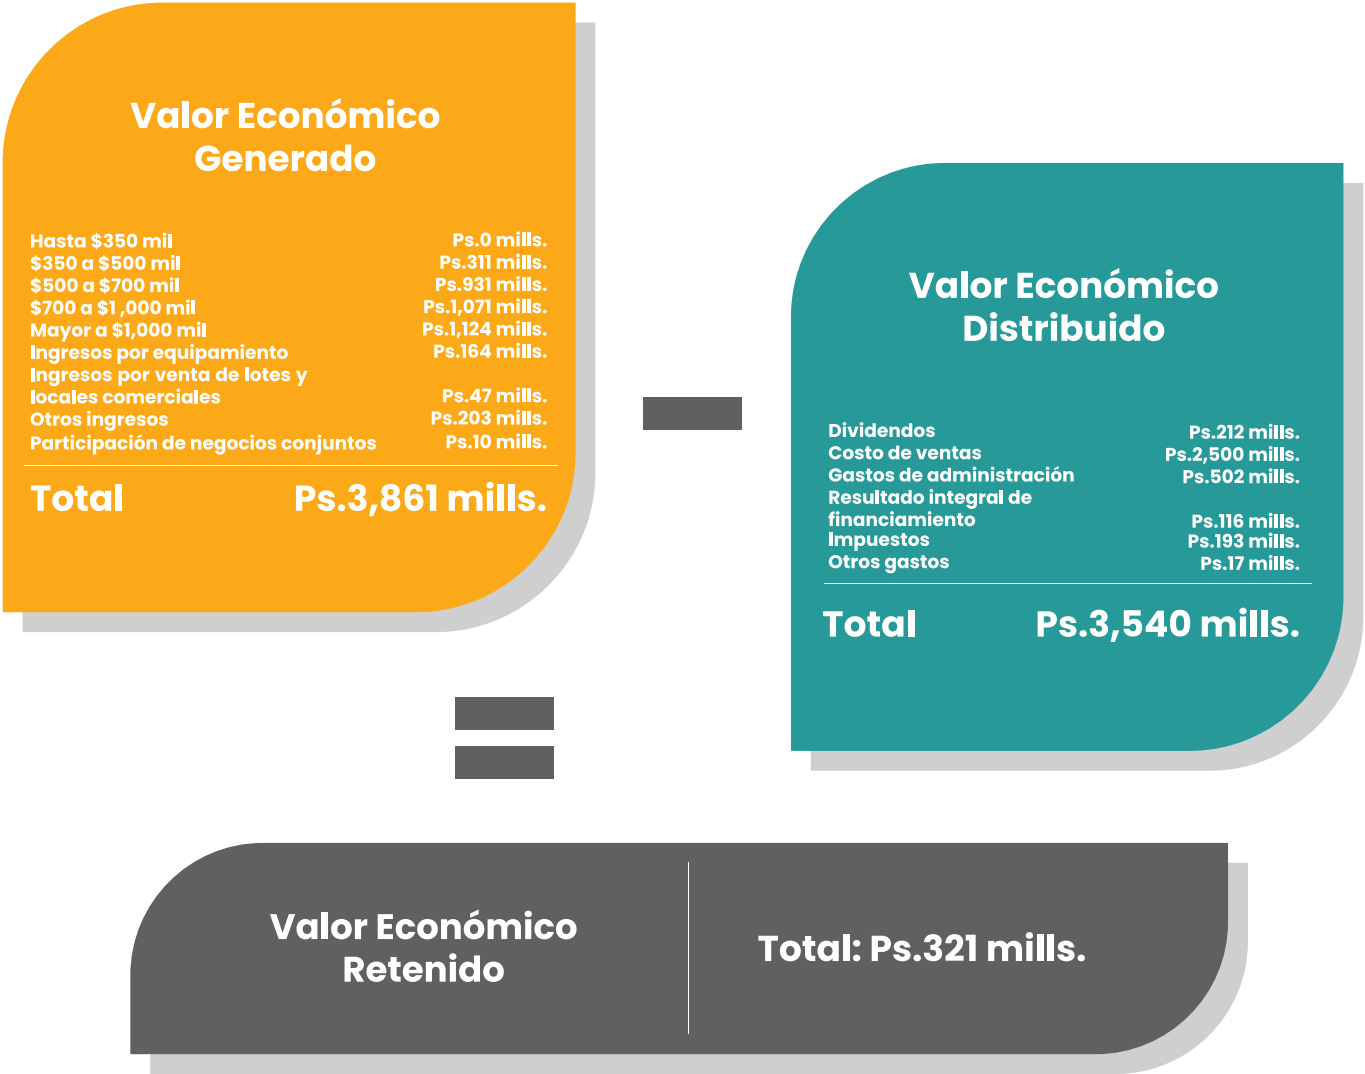 Valor Económico
Generado
Hasta $350 mil Ps.0 mills.
$350 a $500 mil Ps.311 mills.
$500 a $700 mil Ps.931 mills.
$700 a $1 ,000 mil Ps.1,071 mills.
Mayor a $1,000 mil Ps.1,124 mills.
Ingresos por equipamiento Ps.164 mills.
Ingresos por venta de lotes y
locales comerciales Ps.47 mills.
Otros ingresos Ps.203 mills.
Participación de negocios conjuntos Ps.10 mills.
Total Ps.3,861 mills.
Valor Económico
Distribuido
Dividendos Ps.212 mills.
Costo de ventas Ps.2,500 mills.
Gastos de administración Ps.502 mills.
Resultado integral de
financiamiento Ps.116 mills.
Impuestos Ps.193 mills.
Otros gastos Ps.17 mills.
Total Ps.3,540 mills.
Valor Económico
Retenido
Total: Ps.321 mills.